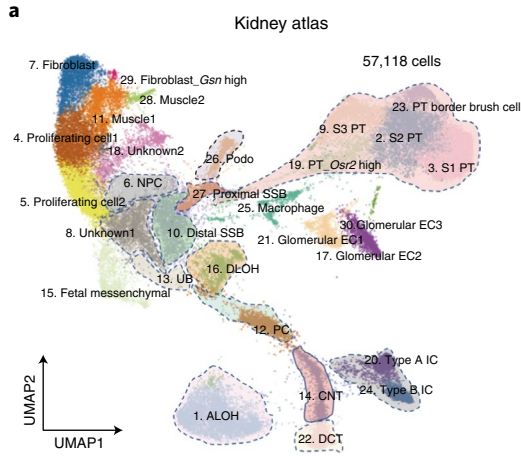 a
Kidney atlas
57,118 cells
7. Fibroblast
29. Fibroblast_Gsn high
28. Muscle2
11. Muscle1
4. Proliferating cell1
18. Unknown2
23. PT border brush cell
9. S3 PT
2. S2 PT
26. Podo
19. PT_Osr2 high
3. S1 PT
6. NPC
27. Proximal SSB
5. Proliferating cell2
25. Macrophage
8. Unknown1
10. Distal SSB
30.Glomerular EC3
21. Glomerular EC1
17. Glomerular EC2
16. DLOH
13. UB
15. Fetal messenchymal
12. PC
20. Type A IC
14. CNT
24. Type B IC
1. ALOH
22. DCT
UMAP2
UMAP1